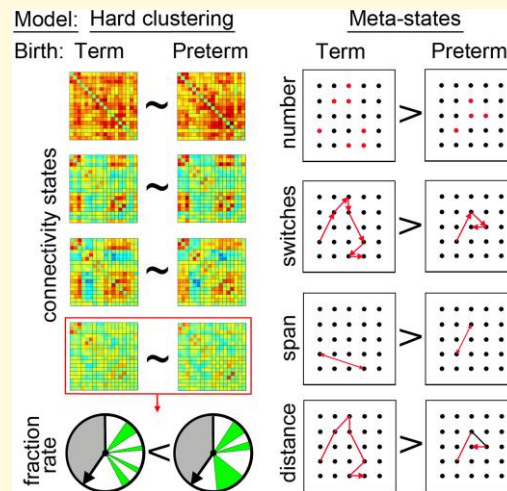 Model: Hard clustering
Meta-states
Birth: Term Preterm
Term Preterm
connectivity states
~
~
~
~
fraction rate
<
number
>
switches
>
span
>
distance
>